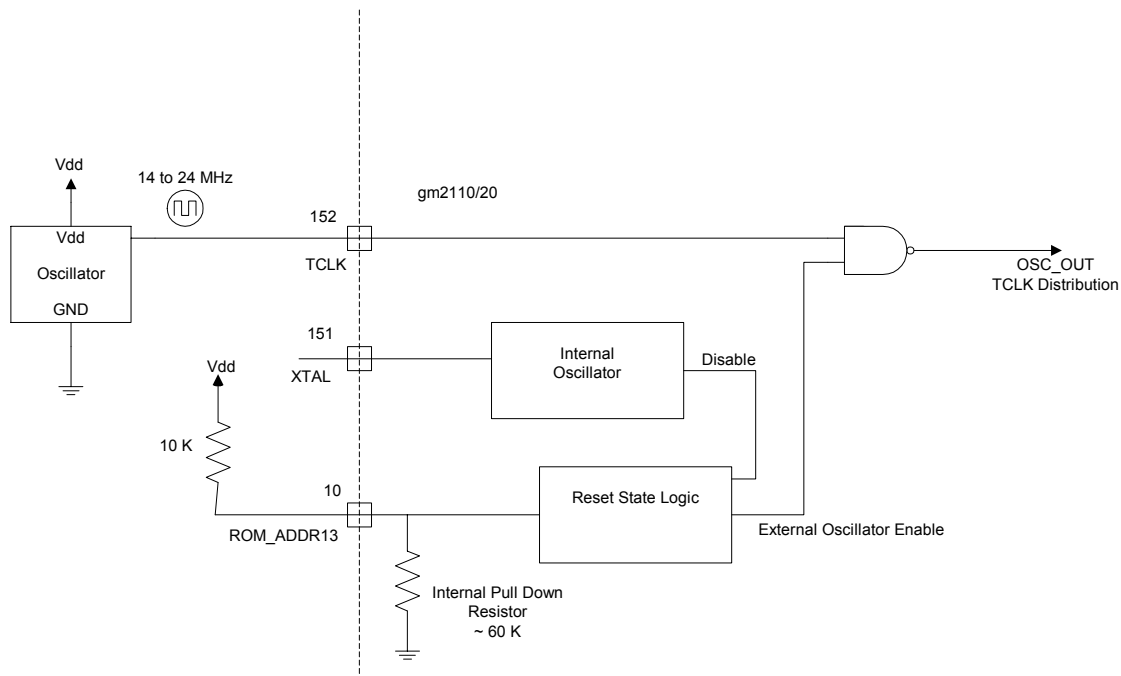 Vdd
14 to 24 MHz
gm2110/20
152
Vdd
TCLK
Oscillator
OSC_OUT
TCLK Distribution
GND
151
Internal
Oscillator
Disable
XTAL
Vdd
10 K
10
Reset State Logic
ROM_ADDR13
External Oscillator Enable
Internal Pull Down
Resistor
~ 60 K